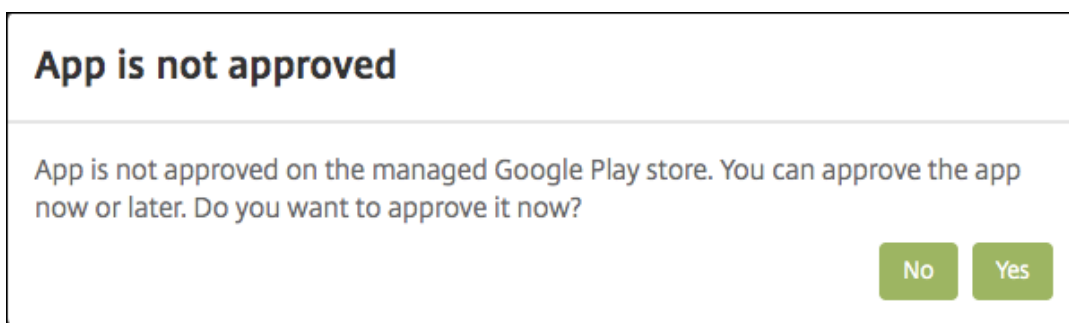 App is not approved
App is not approved on the managed Google Play store. You can approve the app
now or later. Do you want to approve it now?
No
Yes